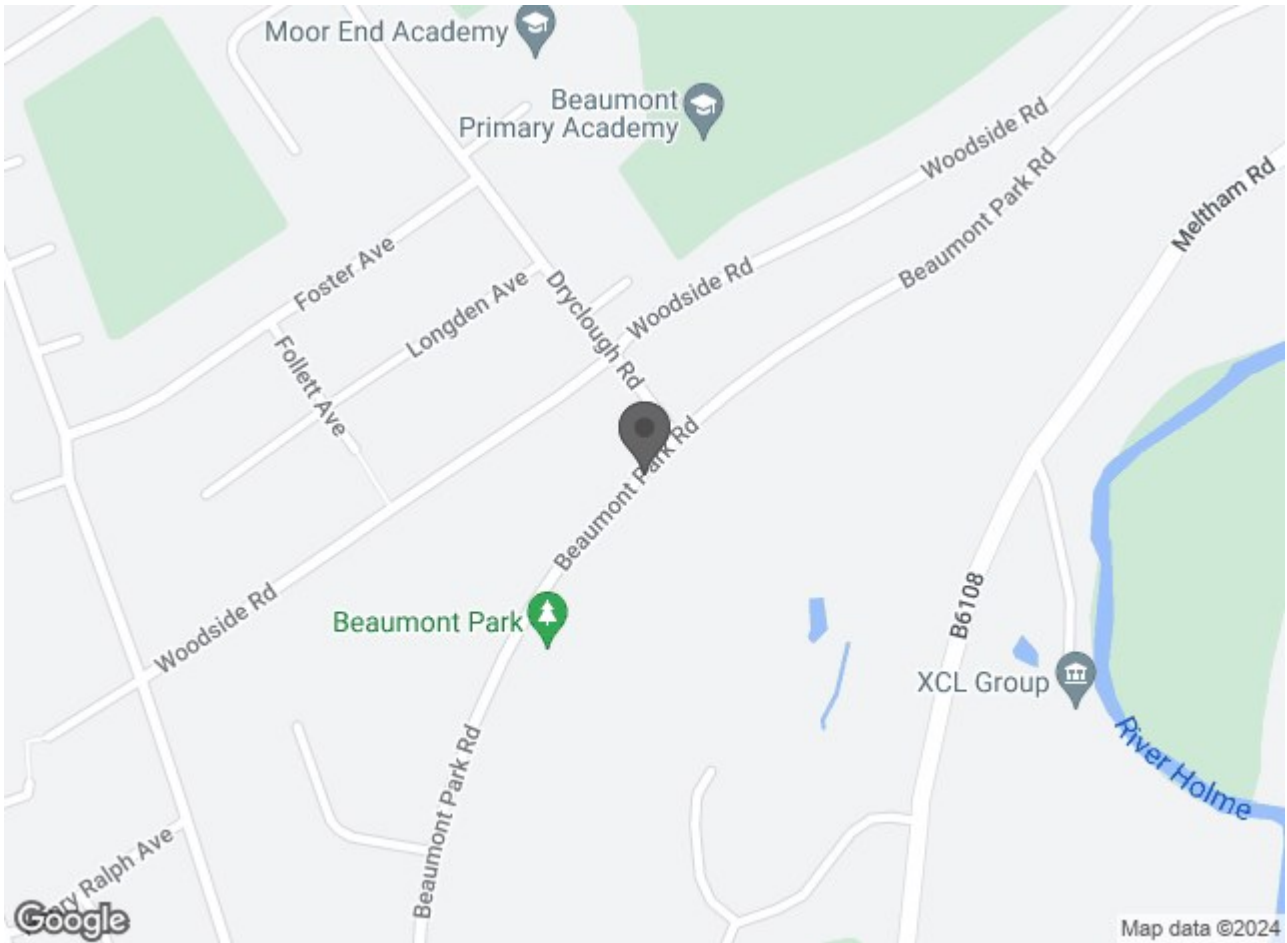 Moor End Academy
Beaumont
Primary Academy
Woodside Rd
Beaumont Park Rd
Meltham Rd
Foster Ave
Longden Ave
Dryclough Rd
Woodside Rd
Follett Ave
Beaumont Park Rd
B6108
Woodside Rd
Beaumont Park
XCL Group
River Holme
Beaumont Park Rd
Ralph Ave
Google
Map data ©2024